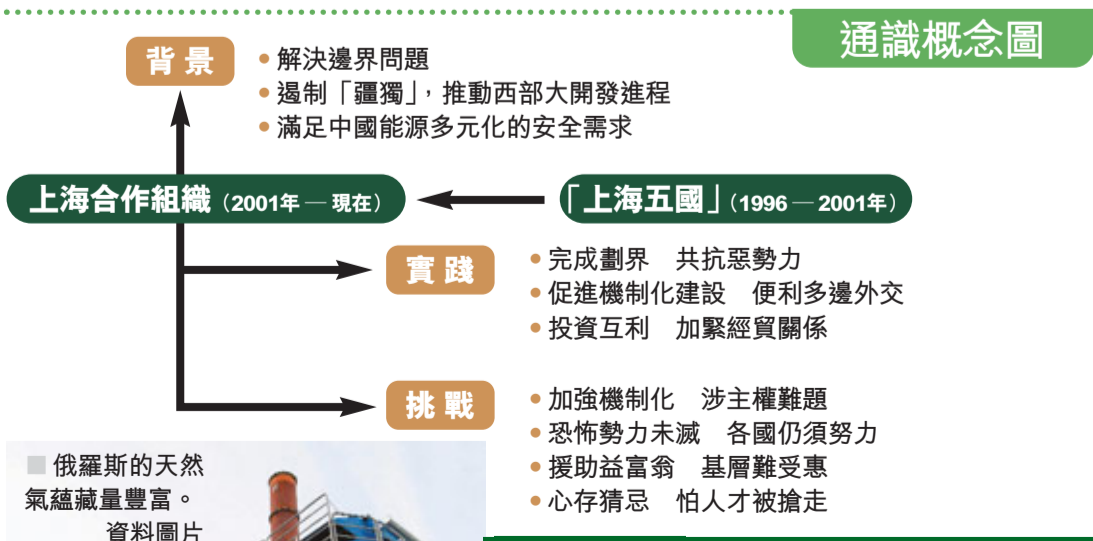 通識概念圖
背景
•解決邊界問題
•遏制「疆獨」，推動西部大開發進程
•滿足中國能源多元化的安全需求
上海合作組織（2001年—現在）
「上海五國」（1996—2001年）
實踐
•完成劃界　共抗惡勢力
•促進機制化建設　便利多邊外交
•投資互利　加緊經貿關係
挑戰
•加強機制化　涉主權難題
•恐怖勢力未滅　各國仍須努力
•援助益富翁　基層難受惠
•心存猜忌　怕人才被搶走
■俄羅斯的天然
氣蘊藏量豐富。
資料圖片